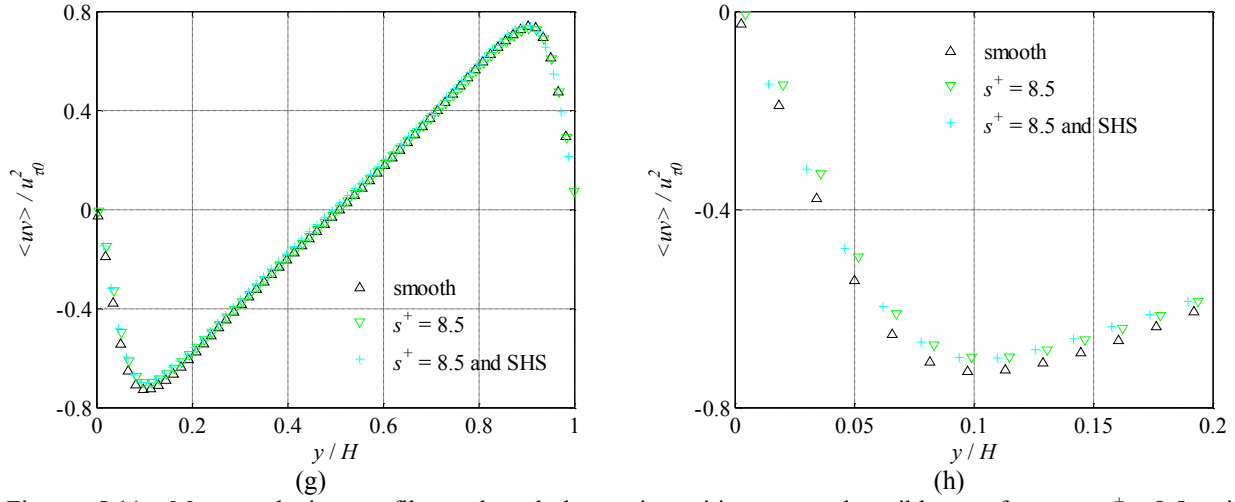 0.8
0.4
0
-0.4
-0.8
<uv> / u²τ0
smooth
s⁺ = 8.5
s⁺ = 8.5 and SHS
0 0.2 0.4 0.6 0.8 1
y / H
(g)
0
-0.4
-0.8
<uv> / u²τ0
smooth
s⁺ = 8.5
s⁺ = 8.5 and SHS
0 0.05 0.1 0.15 0.2
y / H
(h)